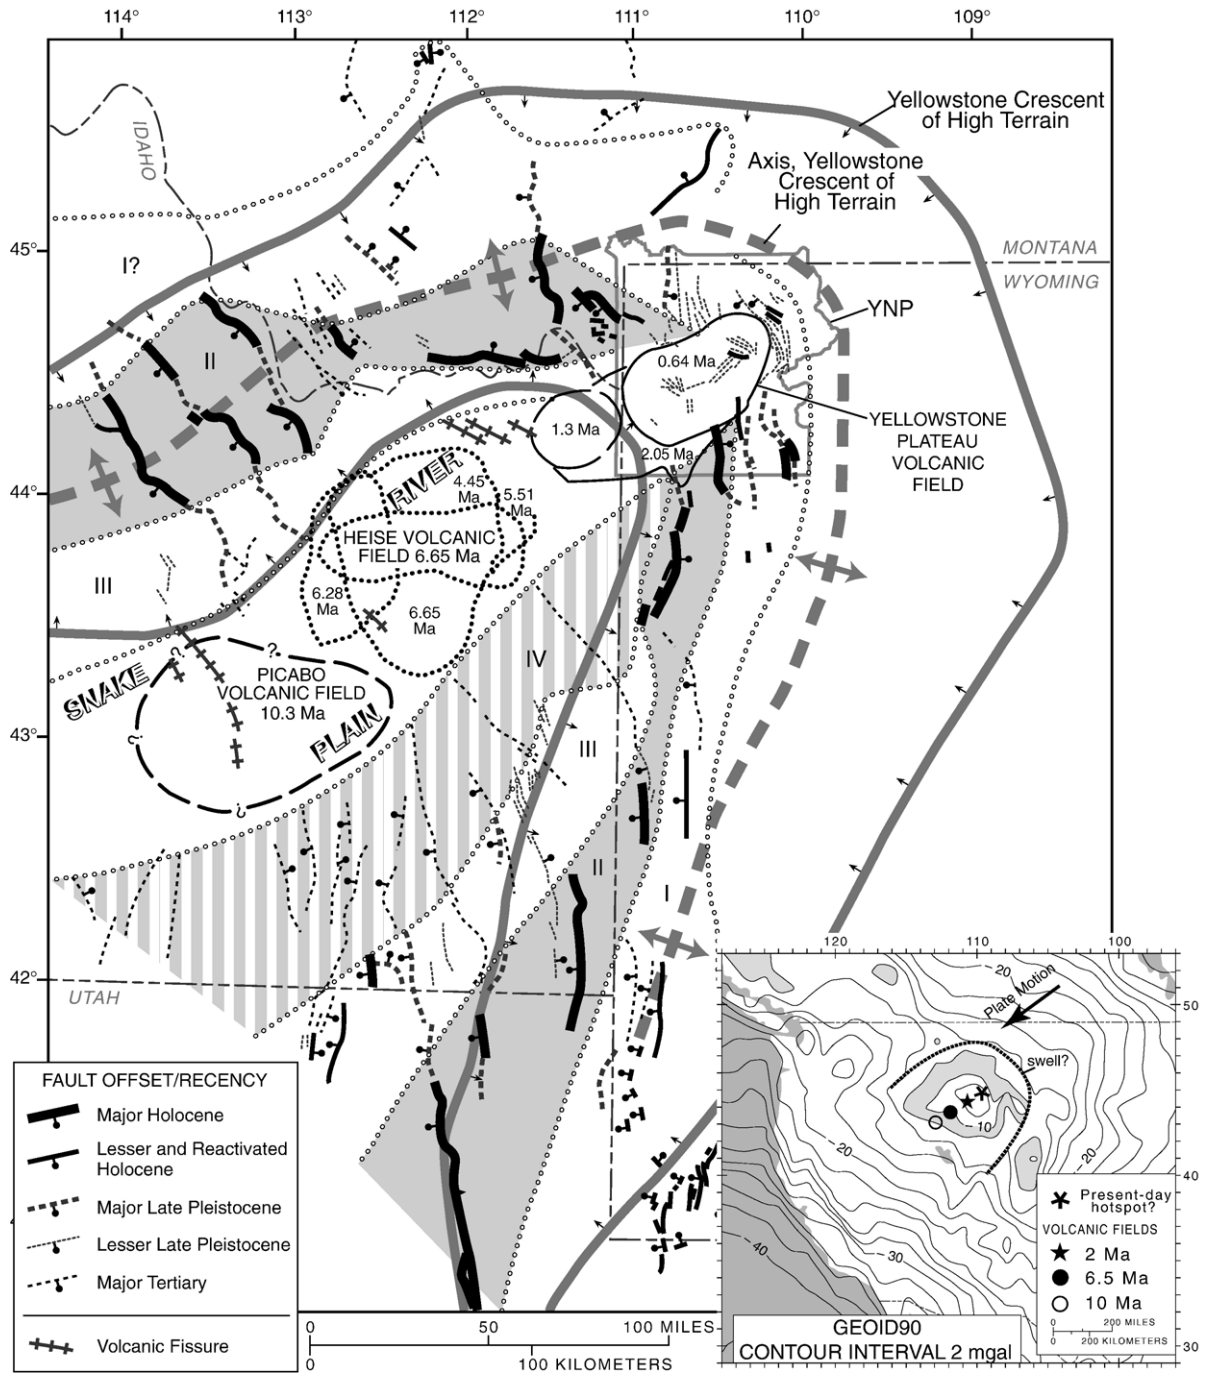 114° 113° 112° 111° 110° 109°
Yellowstone Crescent
of High Terrain
Axis, Yellowstone
Crescent of
High Terrain
IDAHO
45°
I?
MONTANA
WYOMING
YNP
II
0.64 Ma
1.3 Ma
2.05 Ma
YELLOWSTONE
PLATEAU
VOLCANIC
FIELD
44°
RIVER
4.45
Ma
5.51
Ma
HEISE VOLCANIC
FIELD 6.65 Ma
III
6.28
Ma
6.65
Ma
IV
SNAKE
?
?
PICABO
VOLCANIC FIELD
10.3 Ma
PLAIN
?
?
43°
III
II
I
42°
UTAH
FAULT OFFSET/RECENCY
Major Holocene
Lesser and Reactivated
Holocene
Major Late Pleistocene
Lesser Late Pleistocene
Major Tertiary
Volcanic Fissure
0 50 100 MILES
0 100 KILOMETERS
120 110 100
-20
Plate Motion
50
swell?
-10
-20
-20
40
-30
-40
30
Present-day
hotspot?
VOLCANIC FIELDS
2 Ma
6.5 Ma
10 Ma
0 200 MILES
0 200 KILOMETERS
GEOID90
CONTOUR INTERVAL 2 mgal